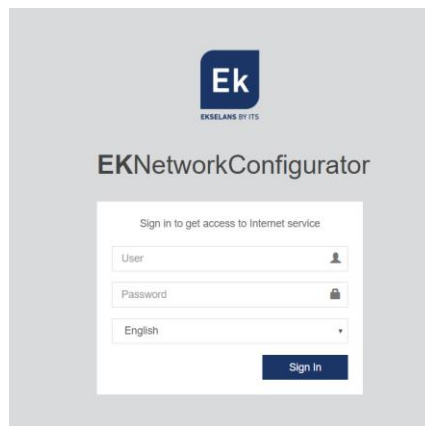 Ek
EKSELANS BY ITS
EKNetworkConfigurator
Sign in to get access to Internet service
User
Password
English
Sign In